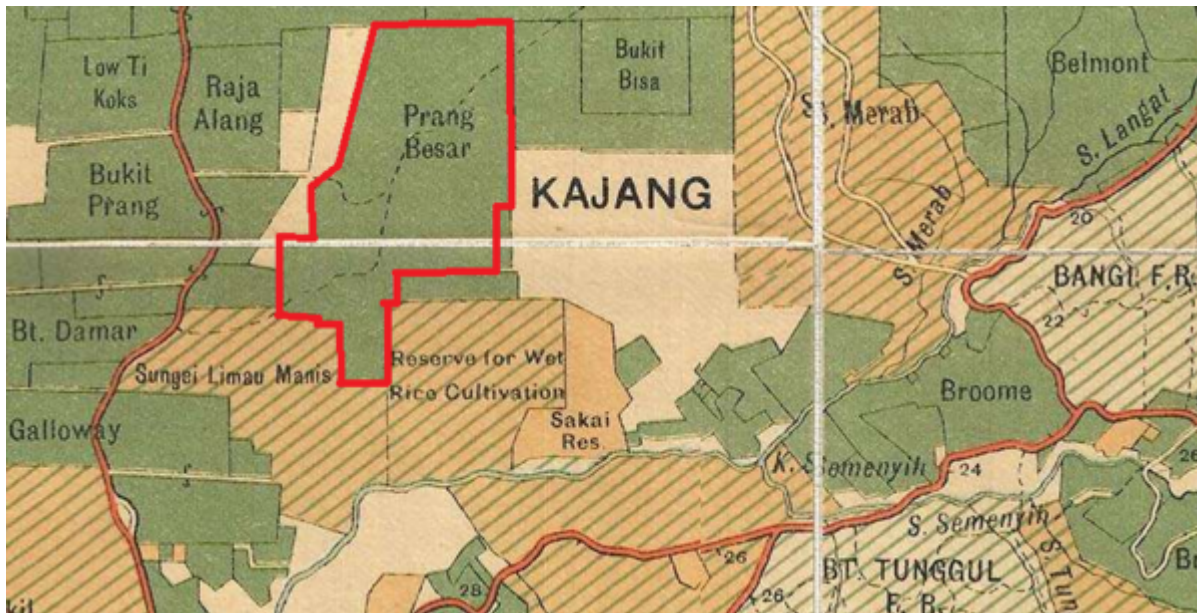 Low Ti
Koks
Raja
Alang
Prang
Besar
Bukit
Bisa
Belmont
S. Merab
S. Langat
Bukit
Prang
KAJANG
20
S. Merab
BANGI F.R.
22
Bt. Damar
Sungei Limau Manis
Reserve for Wet
Rice Cultivation
Broome
Galloway
Sakai
Res.
K. Semenyih
24
26
S. Semenyih
26
BT. TUNGGUL
F. R.
28
26